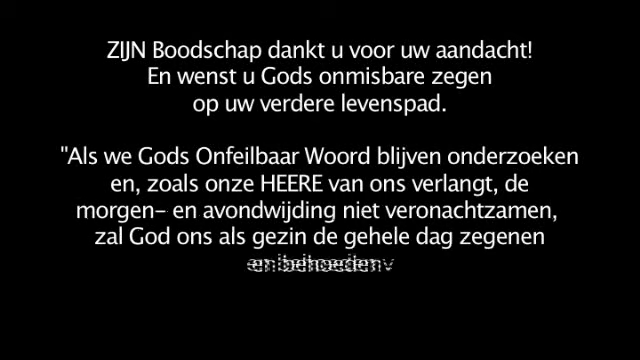 ZIJN Boodschap dankt u voor uw aandacht!
En wenst u Gods onmisbare zegen
op uw verdere levenspad.
"Als we Gods Onfeilbaar Woord blijven onderzoeken
en, zoals onze HEERE van ons verlangt, de
morgen- en avondwijding niet veronachtzamen,
zal God ons als gezin de gehele dag zegenen